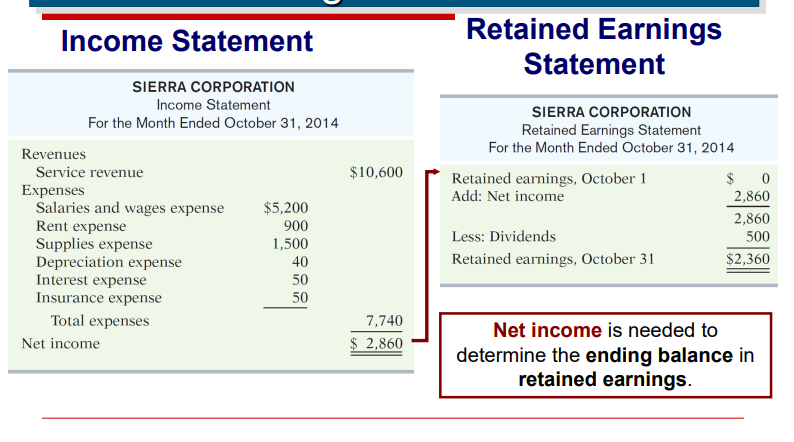 Income Statement
SIERRA CORPORATION
Income Statement
For the Month Ended October 31, 2014
Revenues
Service revenue $10,600
Expenses
Salaries and wages expense $5,200
Rent expense 900
Supplies expense 1,500
Depreciation expense 40
Interest expense 50
Insurance expense 50
Total expenses 7,740
Net income $ 2,860
Retained Earnings
Statement
SIERRA CORPORATION
Retained Earnings Statement
For the Month Ended October 31, 2014
Retained earnings, October 1 $ 0
Add: Net income 2,860
2,860
Less: Dividends 500
Retained earnings, October 31 $2,360
Net income is needed to
determine the ending balance in
retained earnings.